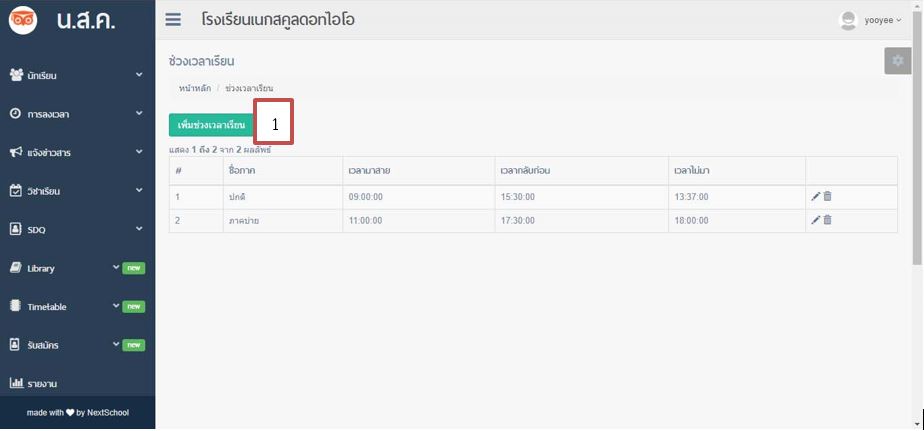 น.ส.ค.
โรงเรียนเนกสคูลดอทไอโอ
yooyee
นักเรียน
การลงเวลา
แจ้งข่าวสาร
วิชาเรียน
SDQ
Library new
Timetable new
รับสมัคร new
รายงาน
made with by NextSchool
ช่วงเวลาเรียน
หน้าหลัก / ช่วงเวลาเรียน
เพิ่มช่วงเวลาเรียน 1
แสดง 1 ถึง 2 จาก 2 ผลลัพธ์
# ชื่อภาค เวลามาสาย เวลากลับก่อน เวลาไม่มา
1 ปกติ 09:00:00 15:30:00 13:37:00
2 ภาคบ่าย 11:00:00 17:30:00 18:00:00